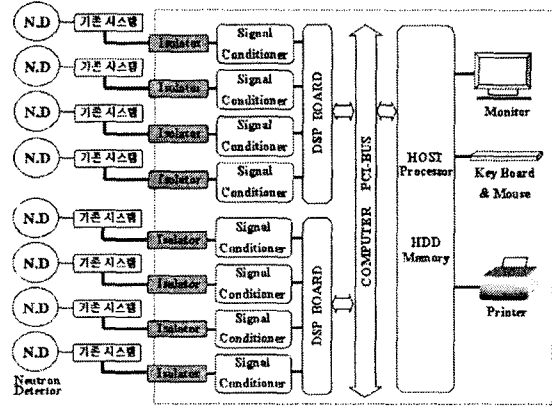 N.D 기존 시스템
Isolator
Signal
Conditioner
N.D 기존 시스템
Isolator
Signal
Conditioner
N.D 기존 시스템
Isolator
Signal
Conditioner
N.D 기존 시스템
Isolator
Signal
Conditioner
DSP BOARD
N.D 기존 시스템
Isolator
Signal
Conditioner
N.D 기존 시스템
Isolator
Signal
Conditioner
N.D 기존 시스템
Isolator
Signal
Conditioner
N.D 기존 시스템
Isolator
Signal
Conditioner
DSP BOARD
Neutron
Detector
COMPUTER PCI-BUS
HOST
Processor
HDD
Memory
Monitor
Key Board
& Mouse
Printer